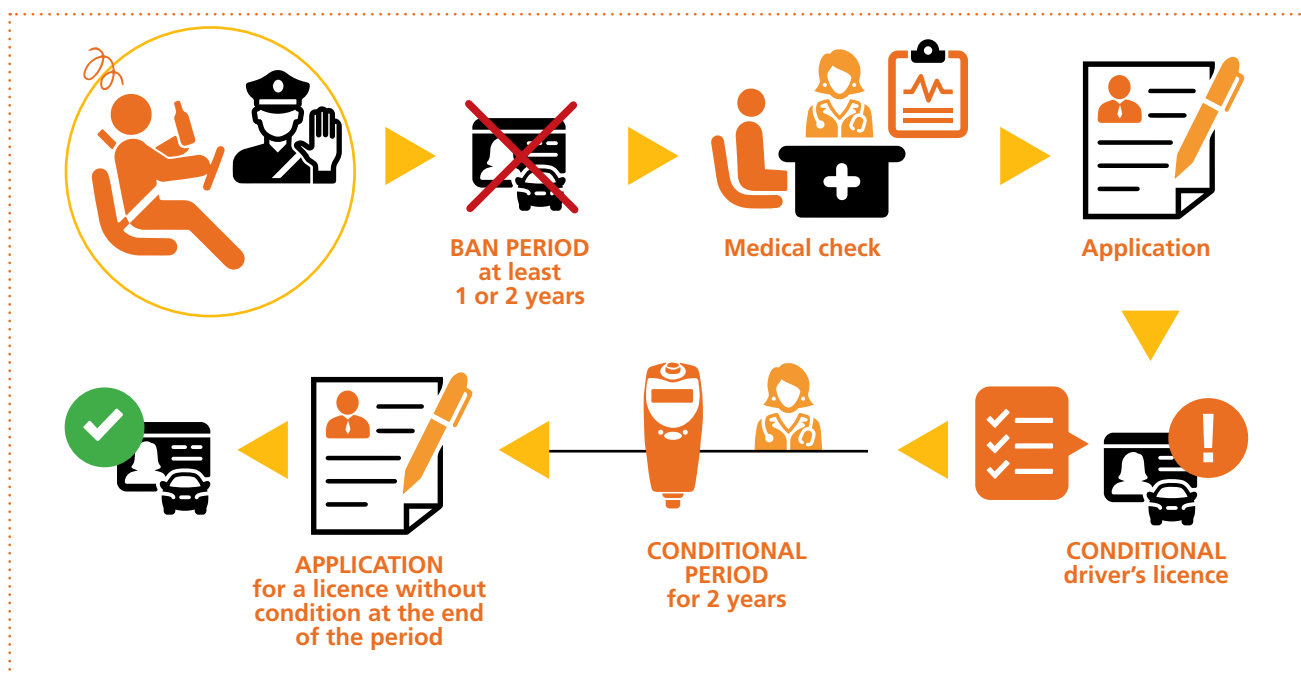 BAN PERIOD
at least
1 or 2 years
Medical check
Application
CONDITIONAL
driver's licence
CONDITIONAL
PERIOD
for 2 years
APPLICATION
for a licence without
condition at the end
of the period